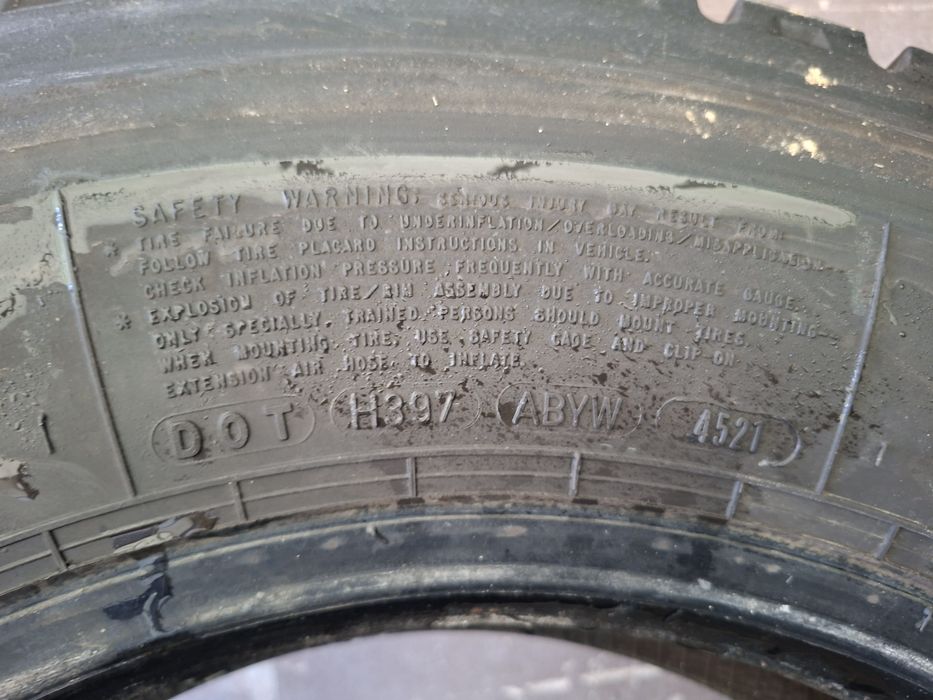 SAFETY WARNING: SERIOUS INJURY MAY RESULT FROM:
* TIRE FAILURE DUE TO UNDERINFLATION/OVERLOADING/MISAPPLICATION—
FOLLOW TIRE PLACARD INSTRUCTIONS IN VEHICLE.
CHECK INFLATION PRESSURE FREQUENTLY WITH ACCURATE GAUGE.
* EXPLOSION OF TIRE/RIM ASSEMBLY DUE TO IMPROPER MOUNTING—
ONLY SPECIALLY TRAINED PERSONS SHOULD MOUNT TIRES.
WHEN MOUNTING TIRE, USE SAFETY CAGE AND CLIP-ON
EXTENSION AIR HOSE TO INFLATE.
DOT H397 ABYW 4521